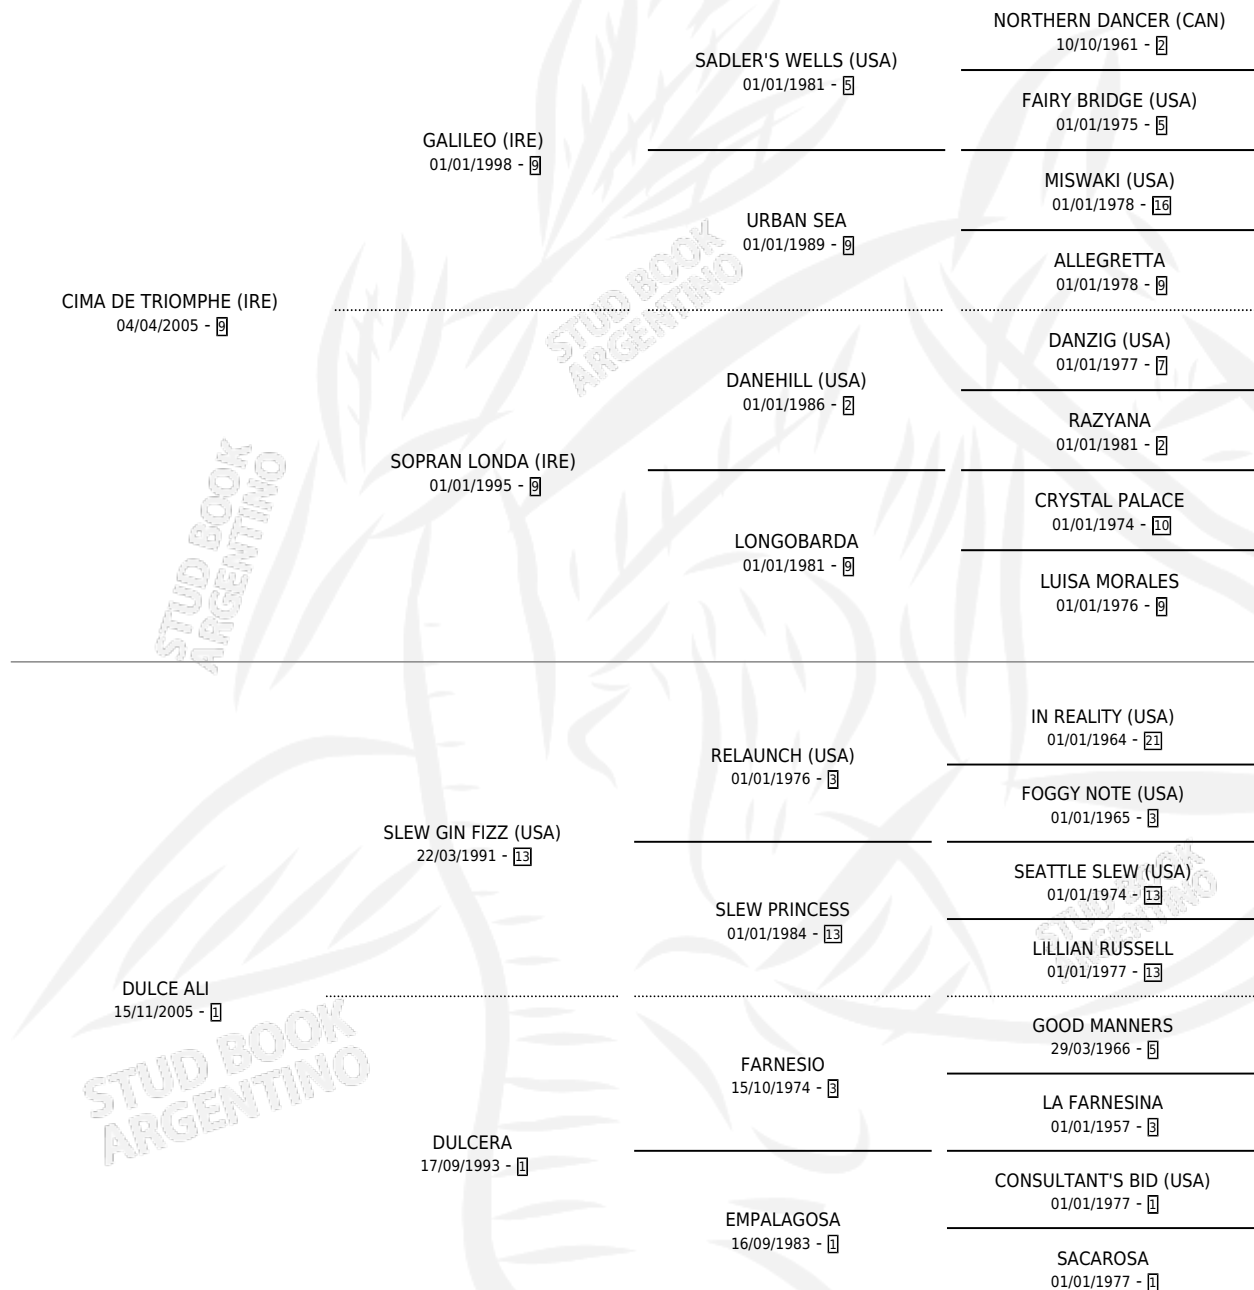 NORTHERN DANCER (CAN)
10/10/1961 - 2
SADLER'S WELLS (USA)
01/01/1981 - 5
FAIRY BRIDGE (USA)
01/01/1975 - 5
GALILEO (IRE)
01/01/1998 - 9
MISWAKI (USA)
01/01/1978 - 16
URBAN SEA
01/01/1989 - 9
ALLEGRETTA
01/01/1978 - 9
CIMA DE TRIOMPHE (IRE)
04/04/2005 - 9
STUD BOOK
ARGENTINO
DANZIG (USA)
01/01/1977 - 7
DANEHILL (USA)
01/01/1986 - 2
RAZYANA
01/01/1981 - 2
SOPRAN LONDA (IRE)
01/01/1995 - 9
CRYSTAL PALACE
01/01/1974 - 10
LONGOBARDA
01/01/1981 - 9
LUISA MORALES
01/01/1976 - 9
STUD BOOK
ARGENTINO
IN REALITY (USA)
01/01/1964 - 21
RELAUNCH (USA)
01/01/1976 - 3
FOGGY NOTE (USA)
01/01/1965 - 3
SLEW GIN FIZZ (USA)
22/03/1991 - 13
SEATTLE SLEW (USA)
01/01/1974 - 13
SLEW PRINCESS
01/01/1984 - 13
STUD BOOK
ARGENTINO
LILLIAN RUSSELL
01/01/1977 - 13
DULCE ALI
15/11/2005 - 1
STUD BOOK
ARGENTINO
GOOD MANNERS
29/03/1966 - 5
FARNESIO
15/10/1974 - 3
LA FARNESINA
01/01/1957 - 3
DULCERA
17/09/1993 - 1
CONSULTANT'S BID (USA)
01/01/1977 - 1
EMPALAGOSA
16/09/1983 - 1
SACAROSA
01/01/1977 - 1